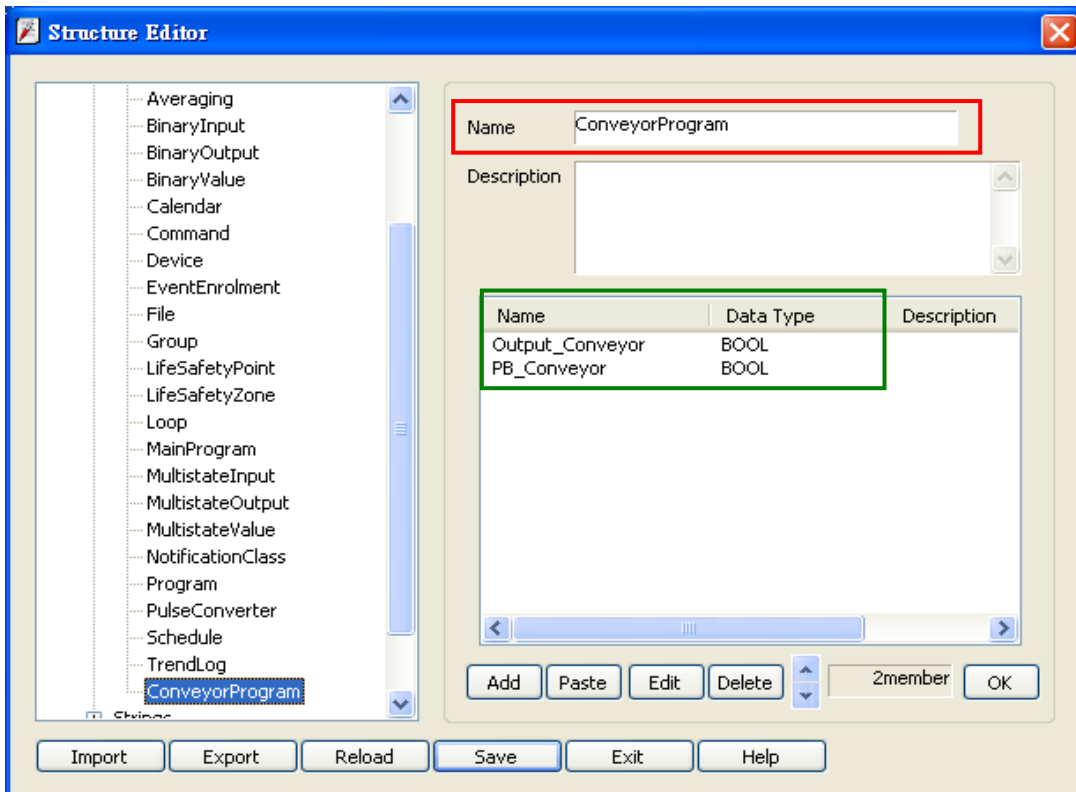 Structure Editor
Averaging
BinaryInput
BinaryOutput
BinaryValue
Calendar
Command
Device
EventEnrolment
File
Group
LifeSafetyPoint
LifeSafetyZone
Loop
MainProgram
MultistateInput
MultistateOutput
MultistateValue
NotificationClass
Program
PulseConverter
Schedule
TrendLog
ConveyorProgram
Strings
Name ConveyorProgram
Description
Name Data Type Description
Output_Conveyor BOOL
PB_Conveyor BOOL
Add Paste Edit Delete 2member OK
Import Export Reload Save Exit Help